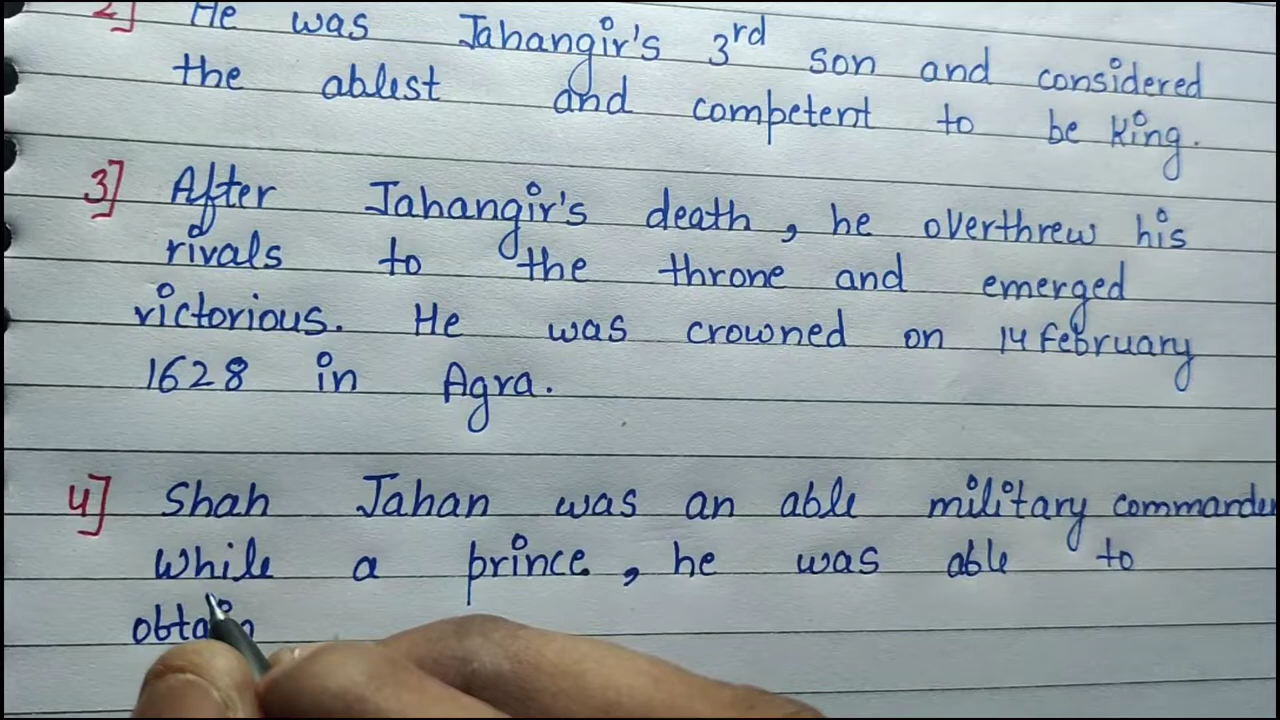 2] He was Jahangir's 3rd son and considered
the ablest and competent to be king.
3] After Jahangir's death, he overthrew his
rivals to the throne and emerged
victorious. He was crowned on 14 february
1628 in Agra.
4] Shah Jahan was an able military commander
while a prince, he was able to
obtain